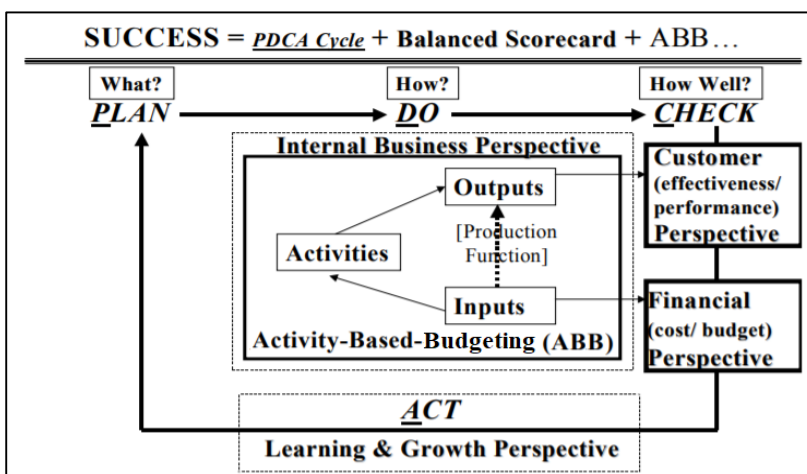 SUCCESS = PDCA Cycle + Balanced Scorecard + ABB...
What? How? How Well?
PLAN DO CHECK
Internal Business Perspective
Customer
(effectiveness/
performance)
Perspective
Outputs
[Production
Function]
Activities
Inputs
Activity-Based-Budgeting (ABB)
Financial
(cost/ budget)
Perspective
ACT
Learning & Growth Perspective